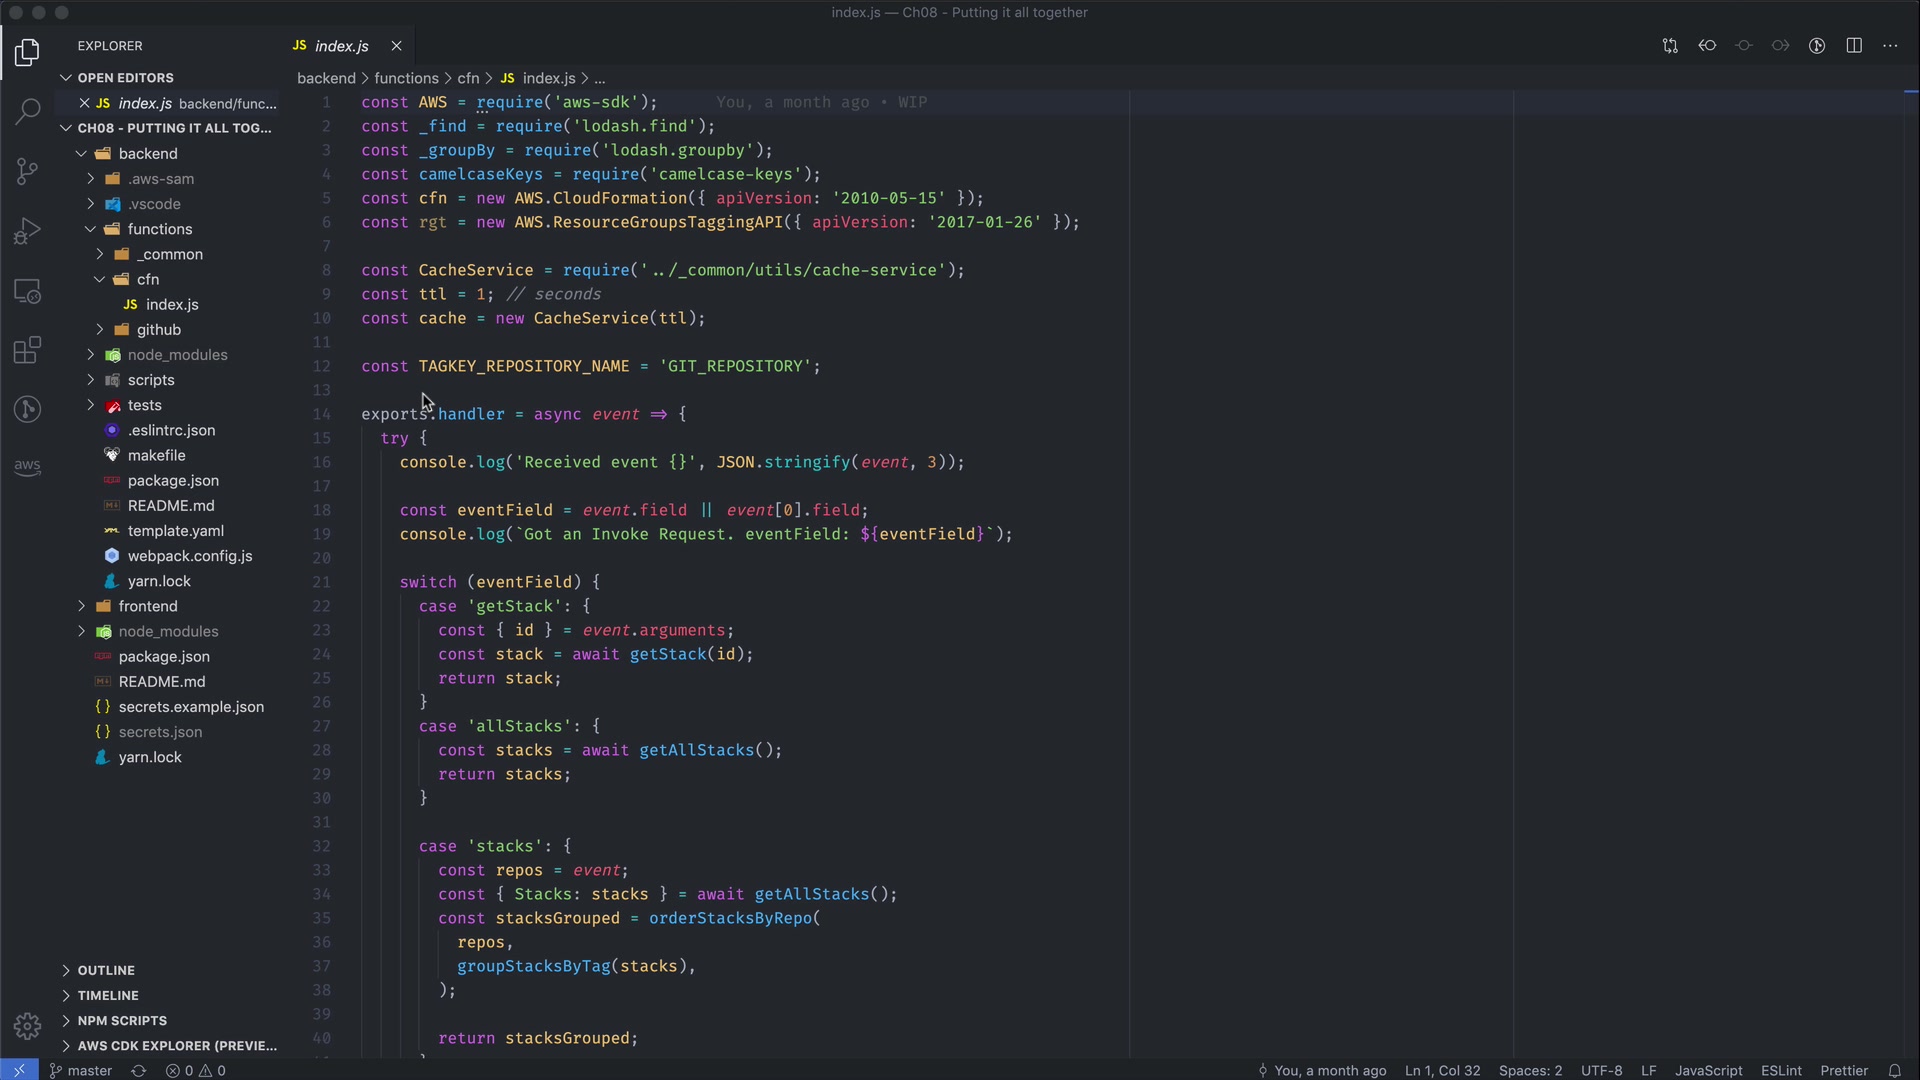 index.js — Ch08 - Putting it all together
EXPLORER
JS index.js
OPEN EDITORS
JS index.js backend/func...
CH08 - PUTTING IT ALL TOG...
backend
.aws-sam
.vscode
functions
_common
cfn
JS index.js
github
node_modules
scripts
tests
.eslintrc.json
makefile
package.json
README.md
template.yaml
webpack.config.js
yarn.lock
frontend
node_modules
package.json
README.md
{ } secrets.example.json
{ } secrets.json
yarn.lock
OUTLINE
TIMELINE
NPM SCRIPTS
AWS CDK EXPLORER (PREVIE...
aws
backend > functions > cfn > JS index.js > ...
1 const AWS = require('aws-sdk'); You, a month ago • WIP
2 const _find = require('lodash.find');
3 const _groupBy = require('lodash.groupby');
4 const camelcaseKeys = require('camelcase-keys');
5 const cfn = new AWS.CloudFormation({ apiVersion: '2010-05-15' });
6 const rgt = new AWS.ResourceGroupsTaggingAPI({ apiVersion: '2017-01-26' });
7
8 const CacheService = require('../_common/utils/cache-service');
9 const ttl = 1; // seconds
10 const cache = new CacheService(ttl);
11
12 const TAGKEY_REPOSITORY_NAME = 'GIT_REPOSITORY';
13
14 exports.handler = async event => {
15 try {
16 console.log('Received event {}', JSON.stringify(event, 3));
17
18 const eventField = event.field || event[0].field;
19 console.log(`Got an Invoke Request. eventField: ${eventField}`);
20
21 switch (eventField) {
22 case 'getStack': {
23 const { id } = event.arguments;
24 const stack = await getStack(id);
25 return stack;
26 }
27 case 'allStacks': {
28 const stacks = await getAllStacks();
29 return stacks;
30 }
31
32 case 'stacks': {
33 const repos = event;
34 const { Stacks: stacks } = await getAllStacks();
35 const stacksGrouped = orderStacksByRepo(
36 repos,
37 groupStacksByTag(stacks),
38 );
39
40 return stacksGrouped;
master 0 0 You, a month ago Ln 1, Col 32 Spaces: 2 UTF-8 LF JavaScript ESLint Prettier